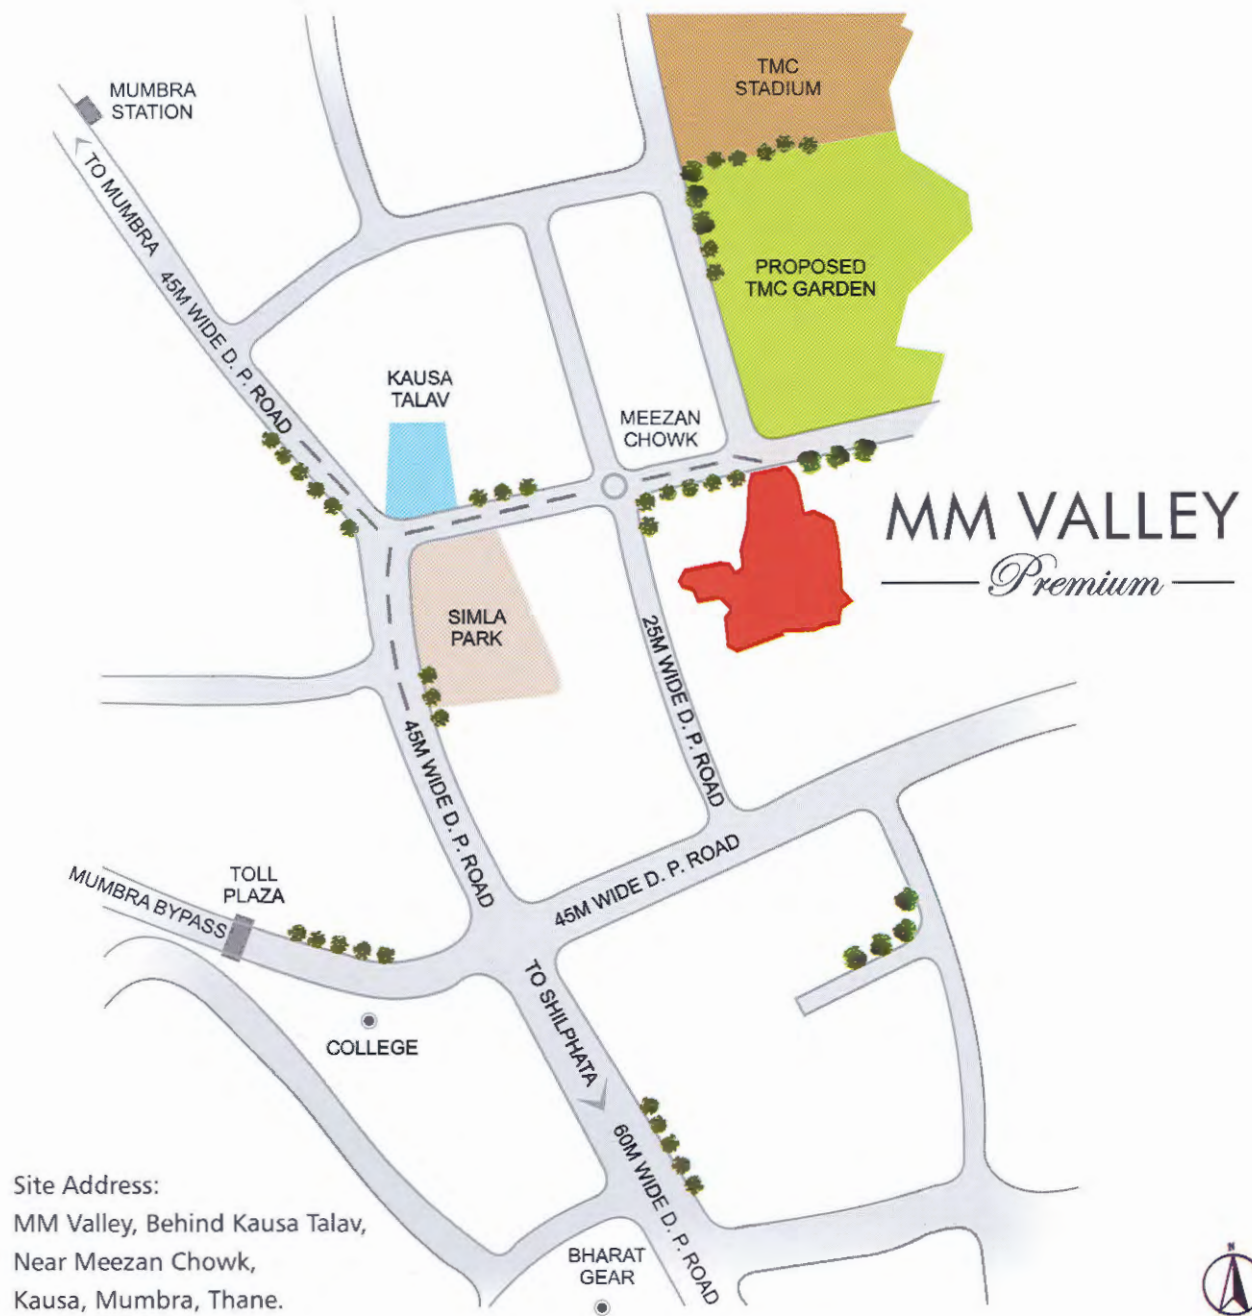 TMC
STADIUM
MUMBRA
STATION
TO MUMBRA
45M WIDE D. P. ROAD
PROPOSED
TMC GARDEN
KAUSA
TALAV
MEEZAN
CHOWK
MM VALLEY
Premium
SIMLA
PARK
25M WIDE D. P. ROAD
45M WIDE D. P. ROAD
45M WIDE D. P. ROAD
TOLL
PLAZA
MUMBRA BYPASS
TO SHILPHATA
COLLEGE
60M WIDE D. P. ROAD
BHARAT
GEAR
Site Address:
MM Valley, Behind Kausa Talav,
Near Meezan Chowk,
Kausa, Mumbra, Thane.
N